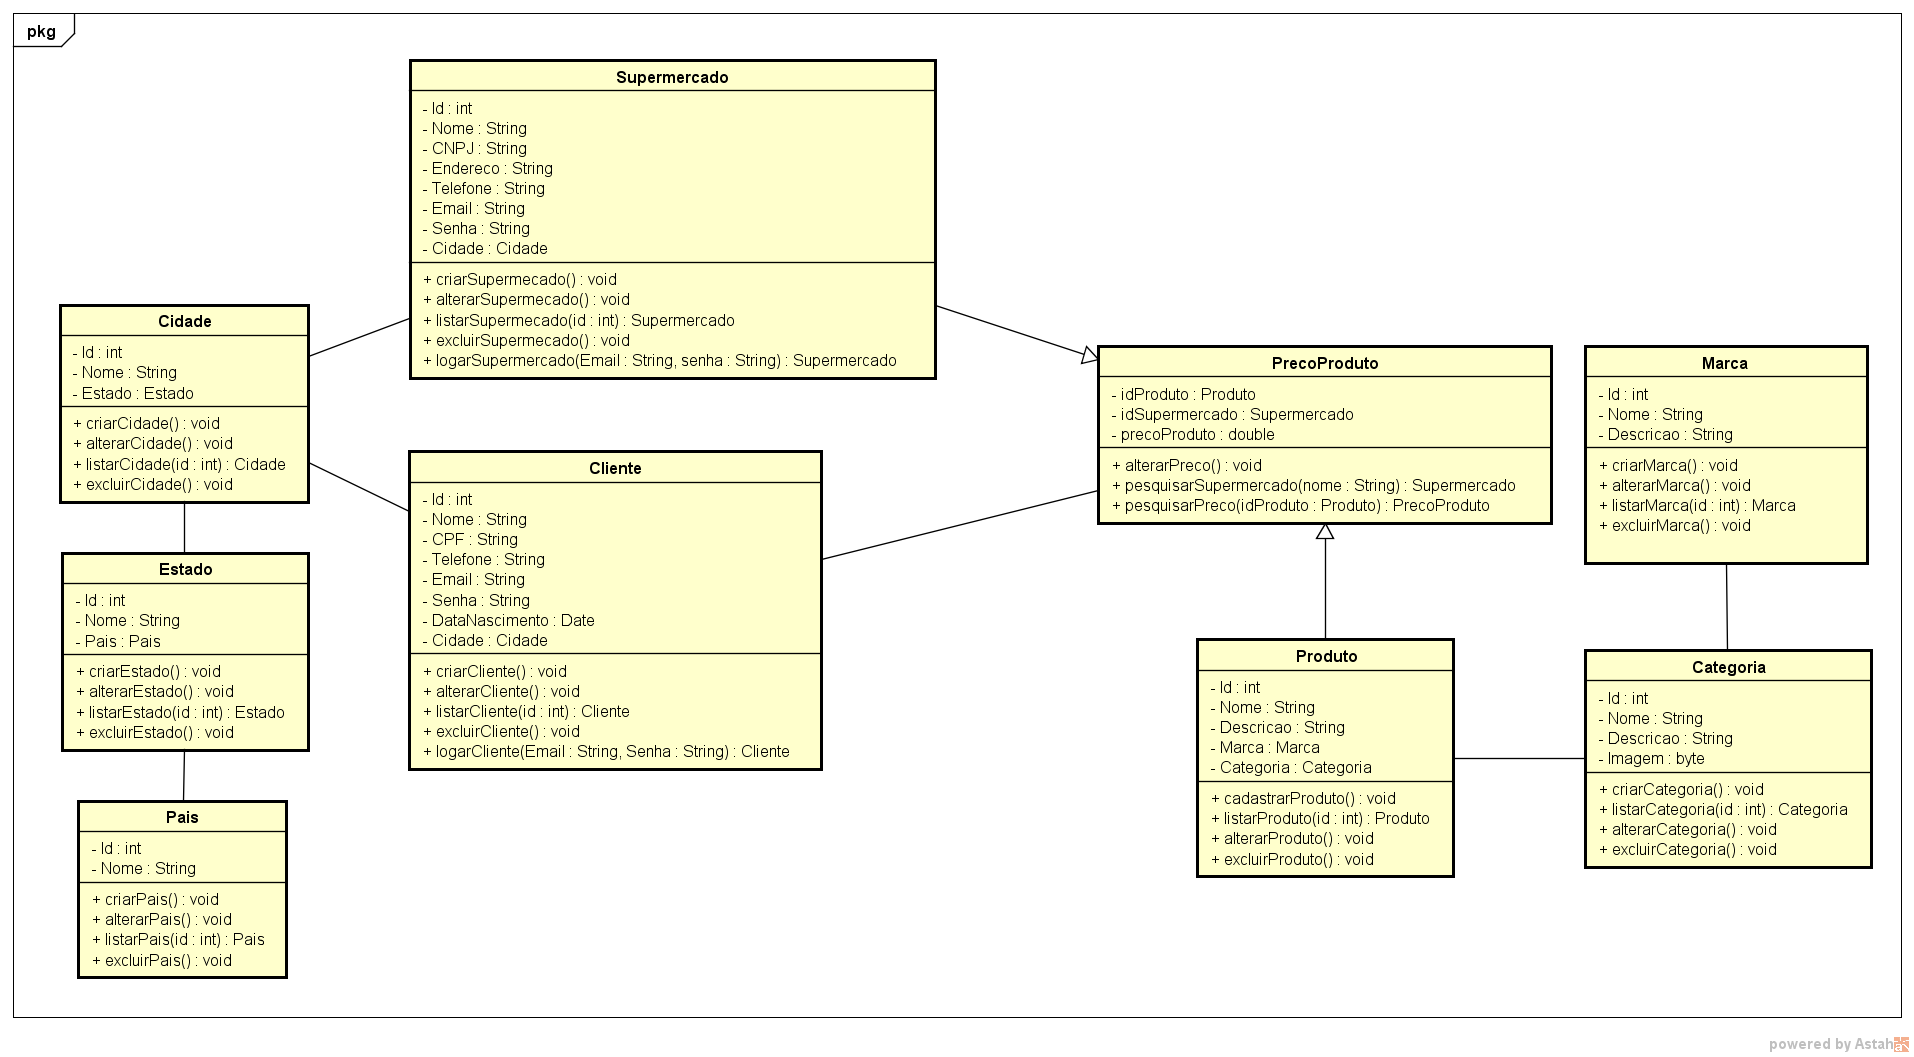 pkg
Supermercado
- Id : int
- Nome : String
- CNPJ : String
- Endereco : String
- Telefone : String
- Email : String
- Senha : String
- Cidade : Cidade
+ criarSupermecado() : void
+ alterarSupermecado() : void
+ listarSupermecado(id : int) : Supermercado
+ excluirSupermecado() : void
+ logarSupermercado(Email : String, senha : String) : Supermercado
Cidade
- Id : int
- Nome : String
- Estado : Estado
+ criarCidade() : void
+ alterarCidade() : void
+ listarCidade(id : int) : Cidade
+ excluirCidade() : void
Cliente
- Id : int
- Nome : String
- CPF : String
- Telefone : String
- Email : String
- Senha : String
- DataNascimento : Date
- Cidade : Cidade
+ criarCliente() : void
+ alterarCliente() : void
+ listarCliente(id : int) : Cliente
+ excluirCliente() : void
+ logarCliente(Email : String, Senha : String) : Cliente
PrecoProduto
- idProduto : Produto
- idSupermercado : Supermercado
- precoProduto : double
+ alterarPreco() : void
+ pesquisarSupermercado(nome : String) : Supermercado
+ pesquisarPreco(idProduto : Produto) : PrecoProduto
Marca
- Id : int
- Nome : String
- Descricao : String
+ criarMarca() : void
+ alterarMarca() : void
+ listarMarca(id : int) : Marca
+ excluirMarca() : void
Estado
- Id : int
- Nome : String
- Pais : Pais
+ criarEstado() : void
+ alterarEstado() : void
+ listarEstado(id : int) : Estado
+ excluirEstado() : void
Produto
- Id : int
- Nome : String
- Descricao : String
- Marca : Marca
- Categoria : Categoria
+ cadastrarProduto() : void
+ listarProduto(id : int) : Produto
+ alterarProduto() : void
+ excluirProduto() : void
Categoria
- Id : int
- Nome : String
- Descricao : String
- Imagem : byte
+ criarCategoria() : void
+ listarCategoria(id : int) : Categoria
+ alterarCategoria() : void
+ excluirCategoria() : void
Pais
- Id : int
- Nome : String
+ criarPais() : void
+ alterarPais() : void
+ listarPais(id : int) : Pais
+ excluirPais() : void
powered by Astah